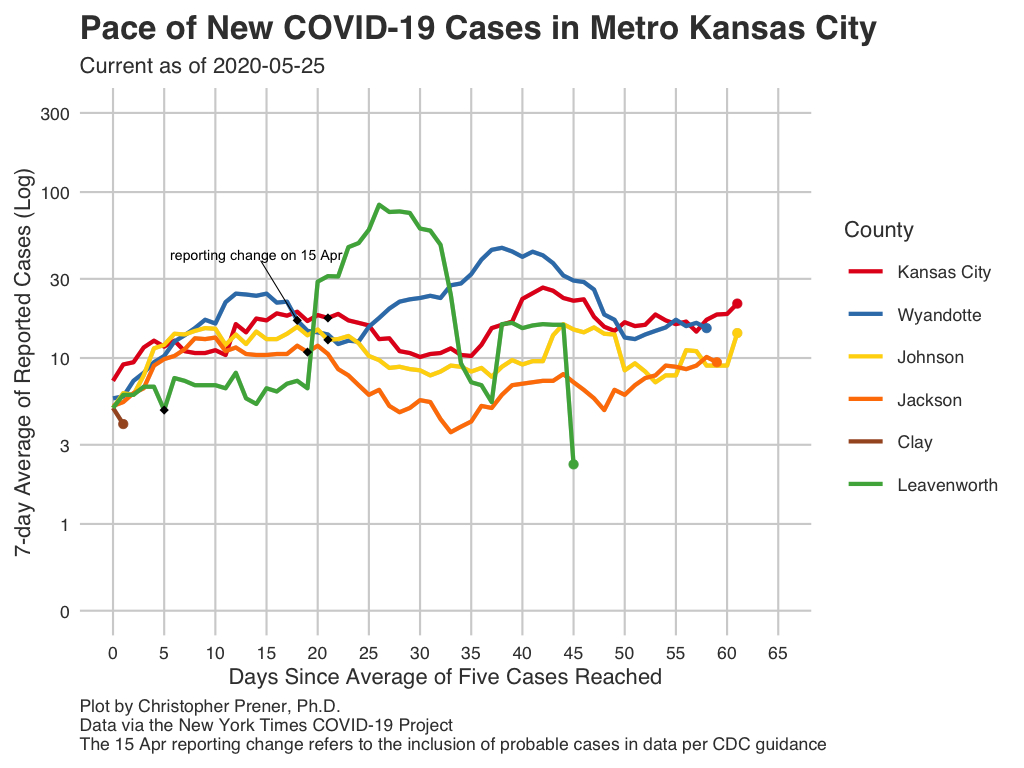 Pace of New COVID-19 Cases in Metro Kansas City
Current as of 2020-05-25
7-day Average of Reported Cases (Log)
300
100
30
10
3
1
0
reporting change on 15 Apr
0 5 10 15 20 25 30 35 40 45 50 55 60 65
Days Since Average of Five Cases Reached
County
Kansas City
Wyandotte
Johnson
Jackson
Clay
Leavenworth
Plot by Christopher Prener, Ph.D.
Data via the New York Times COVID-19 Project
The 15 Apr reporting change refers to the inclusion of probable cases in data per CDC guidance